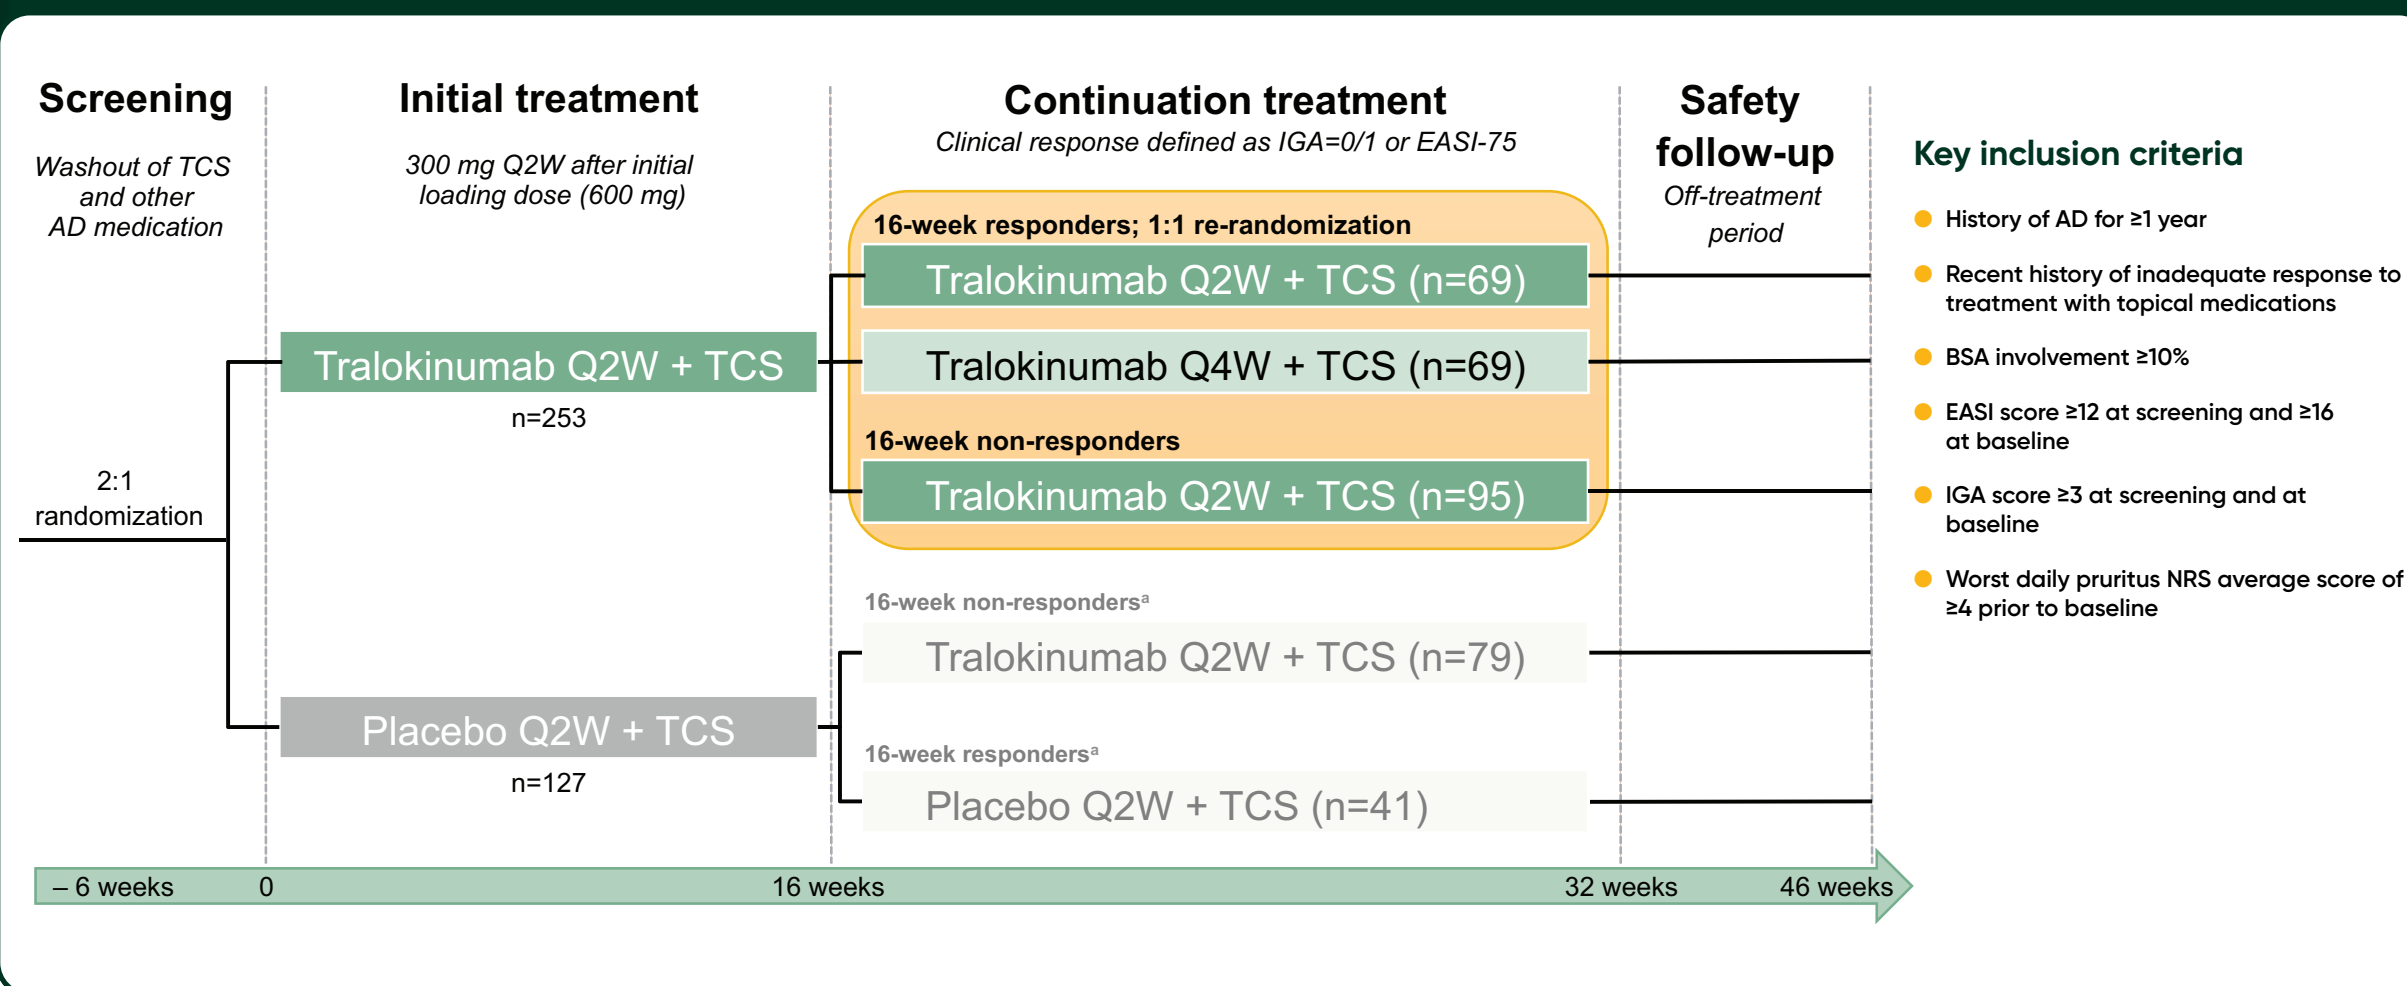 Screening
Washout of TCS
and other
AD medication
Initial treatment
300 mg Q2W after initial
loading dose (600 mg)
Continuation treatment
Clinical response defined as IGA=0/1 or EASI-75
Safety
follow-up
Off-treatment
period
2:1
randomization
Tralokinumab Q2W + TCS
n=253
Placebo Q2W + TCS
n=127
16-week responders; 1:1 re-randomization
Tralokinumab Q2W + TCS (n=69)
Tralokinumab Q4W + TCS (n=69)
16-week non-responders
Tralokinumab Q2W + TCS (n=95)
16-week non-respondersᵃ
Tralokinumab Q2W + TCS (n=79)
16-week respondersᵃ
Placebo Q2W + TCS (n=41)
– 6 weeks
0
16 weeks
32 weeks
46 weeks
Key inclusion criteria
● History of AD for ≥1 year
● Recent history of inadequate response to
treatment with topical medications
● BSA involvement ≥10%
● EASI score ≥12 at screening and ≥16
at baseline
● IGA score ≥3 at screening and at
baseline
● Worst daily pruritus NRS average score of
≥4 prior to baseline